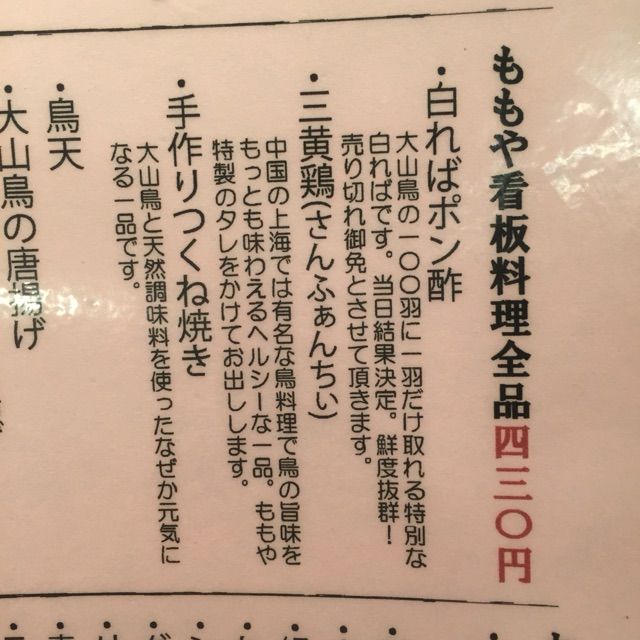 ももや看板料理全品四三〇円
・白ればポン酢
大山鳥の一〇〇羽に一羽だけ取れる特別な
白ればです。当日結果決定。鮮度抜群！
売り切れ御免とさせて頂きます。
・三黄鶏(さんふぁんちい)
中国の上海では有名な鳥料理で鳥の旨味を
もっとも味わえるヘルシーな一品。ももや
特製のタレをかけてお出しします。
・手作りつくね焼き
大山鳥と天然調味料を使ったなぜか元気に
なる一品です。
・鳥天
・大山鳥の唐揚げ